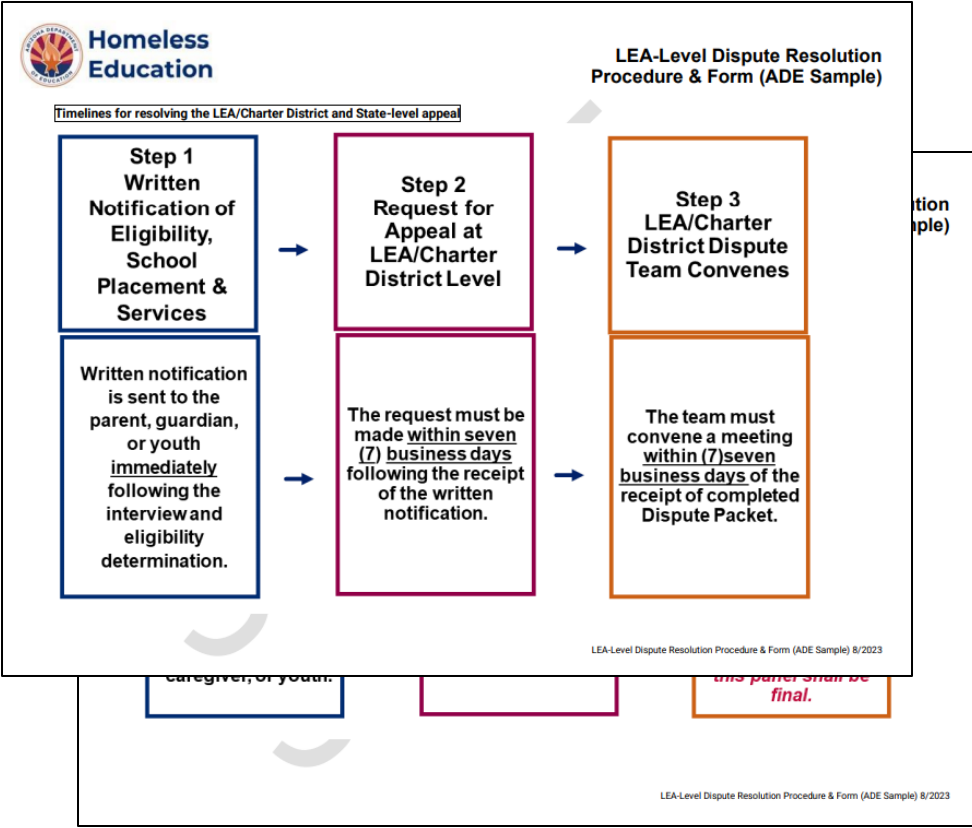 Homeless
Education
LEA-Level Dispute Resolution
Procedure & Form (ADE Sample)
Timelines for resolving the LEA/Charter District and State-level appeal
Step 1
Written
Notification of
Eligibility,
School
Placement &
Services
Step 2
Request for
Appeal at
LEA/Charter
District Level
Step 3
LEA/Charter
District Dispute
Team Convenes
Written notification
is sent to the
parent, guardian,
or youth
immediately
following the
interview and
eligibility
determination.
The request must be
made within seven
(7) business days
following the receipt
of the written
notification.
The team must
convene a meeting
within (7)seven
business days of the
receipt of completed
Dispute Packet.
LEA-Level Dispute Resolution Procedure & Form (ADE Sample) 8/2023
caregiver, or youth.
this panel shall be
final.
LEA-Level Dispute Resolution Procedure & Form (ADE Sample) 8/2023